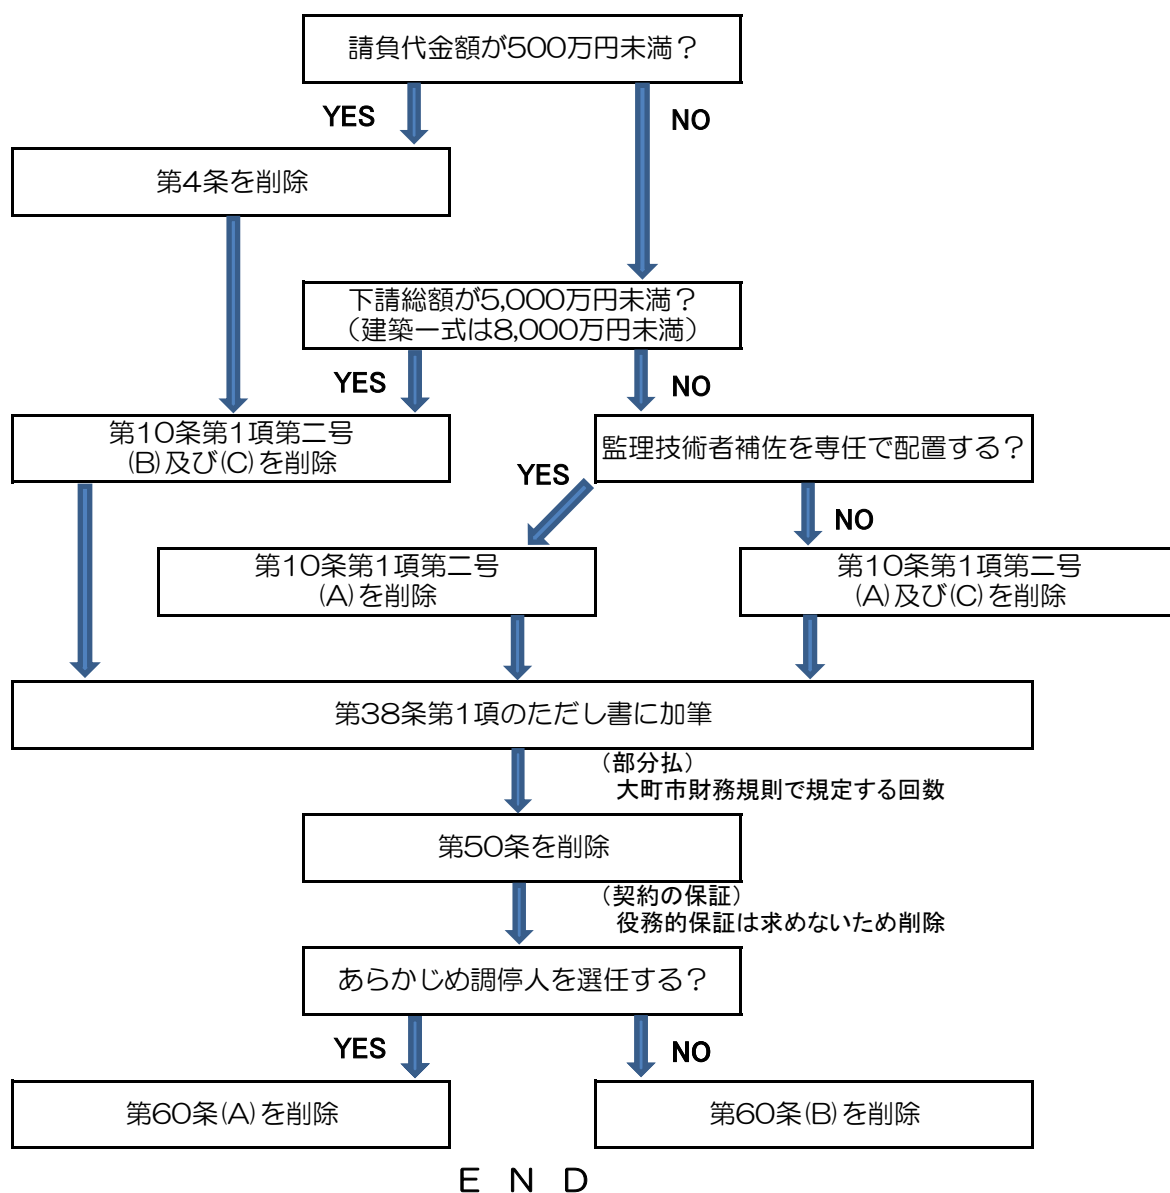 請負代金額が500万円未満？
YES
NO
第4条を削除
下請総額が5,000万円未満？
（建築一式は8,000万円未満）
YES
NO
第10条第1項第二号
(B)及び(C)を削除
監理技術者補佐を専任で配置する？
YES
NO
第10条第1項第二号
(A)を削除
第10条第1項第二号
(A)及び(C)を削除
第38条第1項のただし書に加筆
（部分払）
大町市財務規則で規定する回数
第50条を削除
（契約の保証）
役務的保証は求めないため削除
あらかじめ調停人を選任する？
YES
NO
第60条(A)を削除
第60条(B)を削除
ＥＮＤ